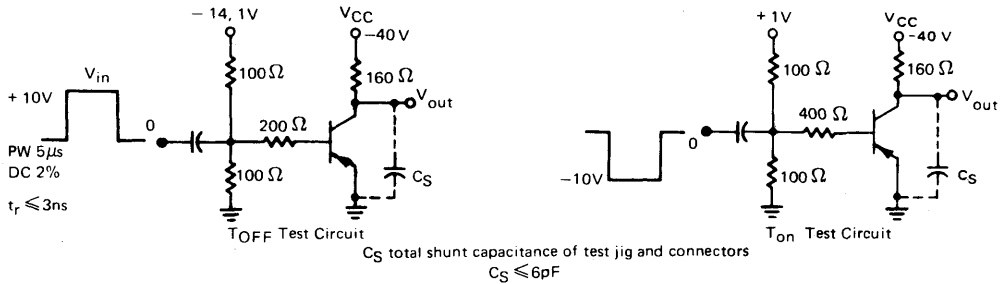 - 14, 1V
VCC
-40 V
100 Ω
160 Ω
Vin
+ 10V
0
Vout
200 Ω
PW 5μs
DC 2%
tr ≤ 3ns
100 Ω
CS
TOFF Test Circuit
+ 1V
VCC
-40 V
100 Ω
160 Ω
Vout
0
400 Ω
-10V
100 Ω
CS
Ton Test Circuit
CS total shunt capacitance of test jig and connectors
CS ≤ 6pF